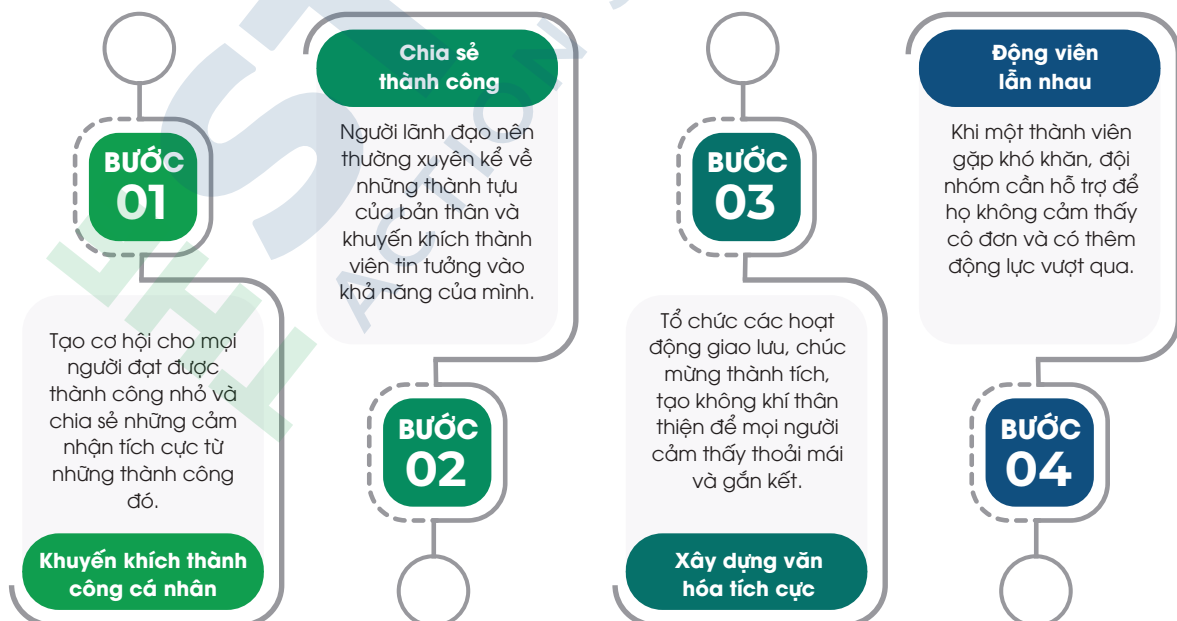 BƯỚC
01
Tạo cơ hội cho mọi
người đạt được
thành công nhỏ và
chia sẻ những cảm
nhận tích cực từ
những thành công
đó.
Khuyến khích thành
công cá nhân
Chia sẻ
thành công
Người lãnh đạo nên
thường xuyên kể về
những thành tựu
của bản thân và
khuyến khích thành
viên tin tưởng vào
khả năng của mình.
BƯỚC
02
BƯỚC
03
Tổ chức các hoạt
động giao lưu, chúc
mừng thành tích,
tạo không khí thân
thiện để mọi người
cảm thấy thoải mái
và gắn kết.
Xây dựng văn
hóa tích cực
Động viên
lẫn nhau
Khi một thành viên
gặp khó khăn, đội
nhóm cần hỗ trợ để
họ không cảm thấy
cô đơn và có thêm
động lực vượt qua.
BƯỚC
04
ACTION